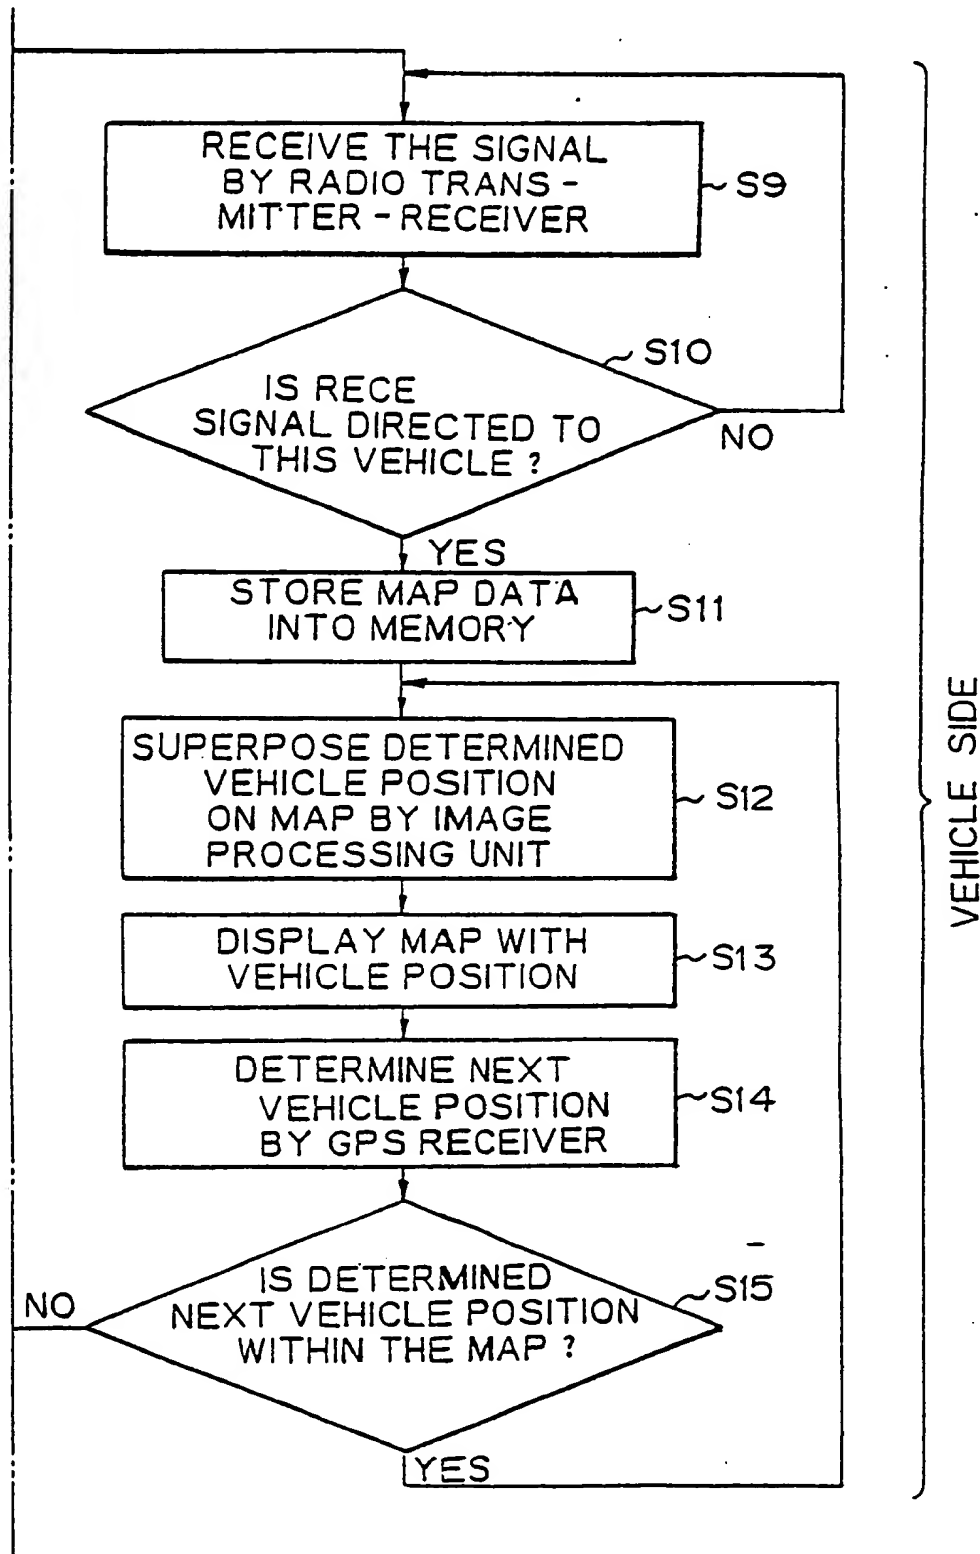 RECEIVE THE SIGNAL
BY RADIO TRANS-
MITTER-RECEIVER
S9
S10
IS RECE
SIGNAL DIRECTED TO
THIS VEHICLE ?
NO
YES
STORE MAP DATA
INTO MEMORY
S11
SUPERPOSE DETERMINED
VEHICLE POSITION
ON MAP BY IMAGE
PROCESSING UNIT
S12
DISPLAY MAP WITH
VEHICLE POSITION
S13
DETERMINE NEXT
VEHICLE POSITION
BY GPS RECEIVER
S14
S15
IS DETERMINED
NEXT VEHICLE POSITION
WITHIN THE MAP ?
NO
YES
VEHICLE SIDE